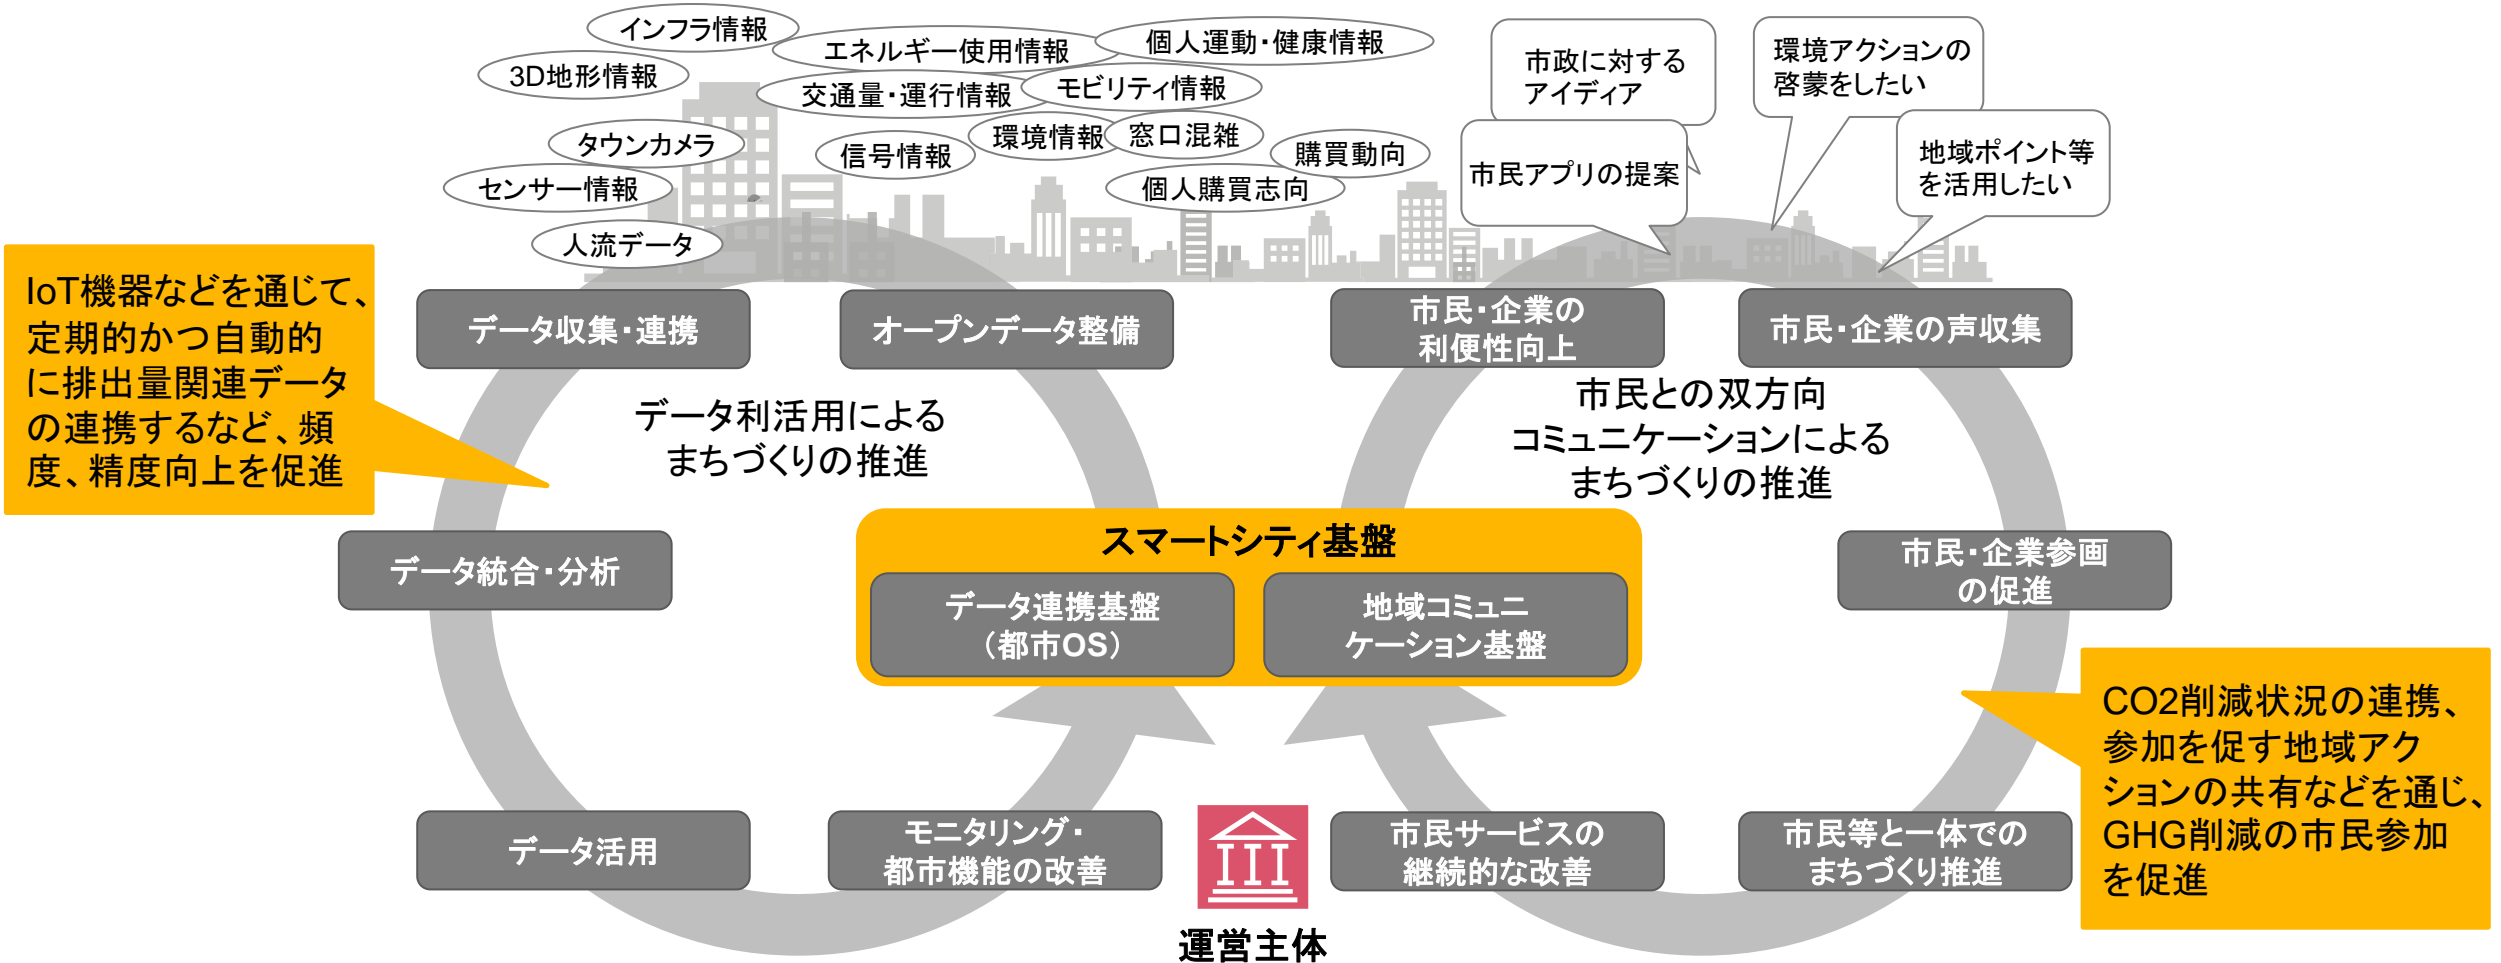 インフラ情報
エネルギー使用情報
個人運動・健康情報
3D地形情報
交通量・運行情報
モビリティ情報
タウンカメラ
信号情報
環境情報
窓口混雑
購買動向
センサー情報
個人購買志向
人流データ
市政に対する
アイディア
環境アクションの
啓蒙をしたい
市民アプリの提案
地域ポイント等
を活用したい
IoT機器などを通じて、
定期的かつ自動的
に排出量関連データ
の連携するなど、頻
度、精度向上を促進
データ収集・連携
オープンデータ整備
市民・企業の
利便性向上
市民・企業の声収集
データ利活用による
まちづくりの推進
市民との双方向
コミュニケーションによる
まちづくりの推進
スマートシティ基盤
データ統合・分析
データ連携基盤
（都市OS）
地域コミュニ
ケーション基盤
市民・企業参画
の促進
CO2削減状況の連携、
参加を促す地域アク
ションの共有などを通じ、
GHG削減の市民参加
を促進
データ活用
モニタリング・
都市機能の改善
市民サービスの
継続的な改善
市民等と一体での
まちづくり推進
運営主体